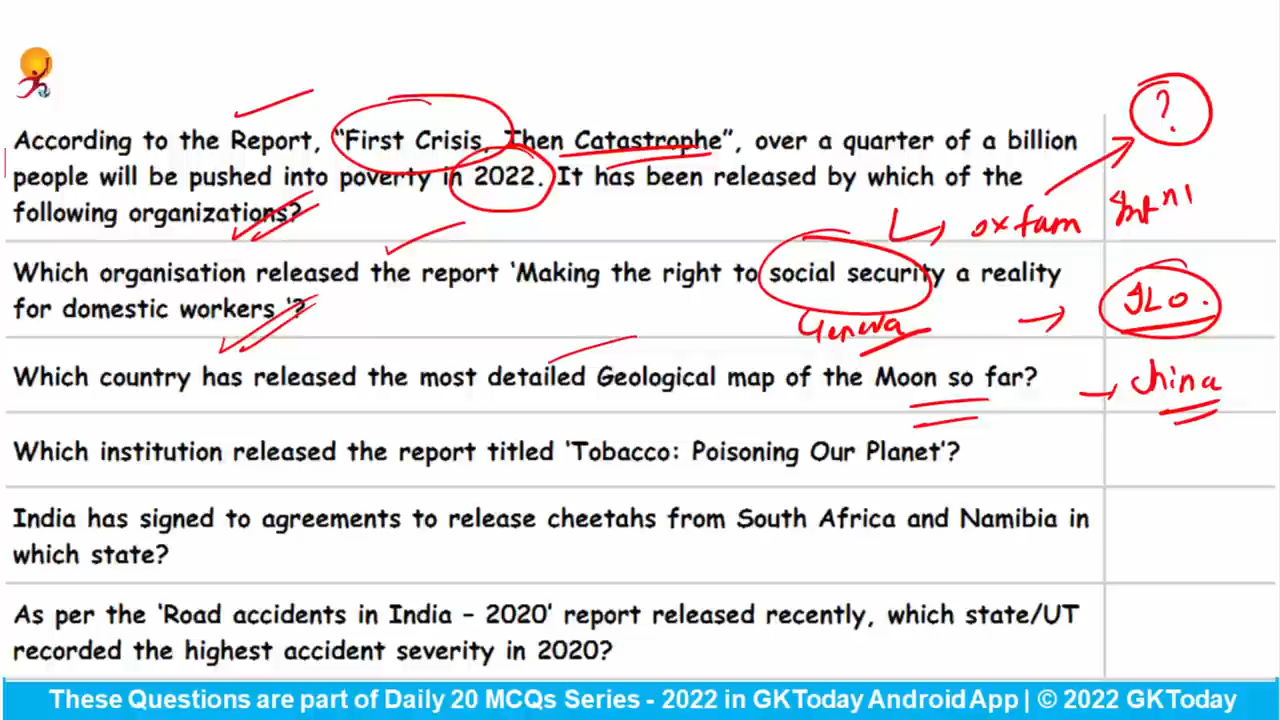 ?
According to the Report, “First Crisis, Then Catastrophe”, over a quarter of a billion
people will be pushed into poverty in 2022. It has been released by which of the
following organizations?
oxfam Intnl
Which organisation released the report ‘Making the right to social security a reality
for domestic workers ’?
ILO.
Geneva
Which country has released the most detailed Geological map of the Moon so far?
china
Which institution released the report titled ‘Tobacco: Poisoning Our Planet’?
India has signed to agreements to release cheetahs from South Africa and Namibia in
which state?
As per the ‘Road accidents in India – 2020’ report released recently, which state/UT
recorded the highest accident severity in 2020?
These Questions are part of Daily 20 MCQs Series - 2022 in GKToday Android App | © 2022 GKToday